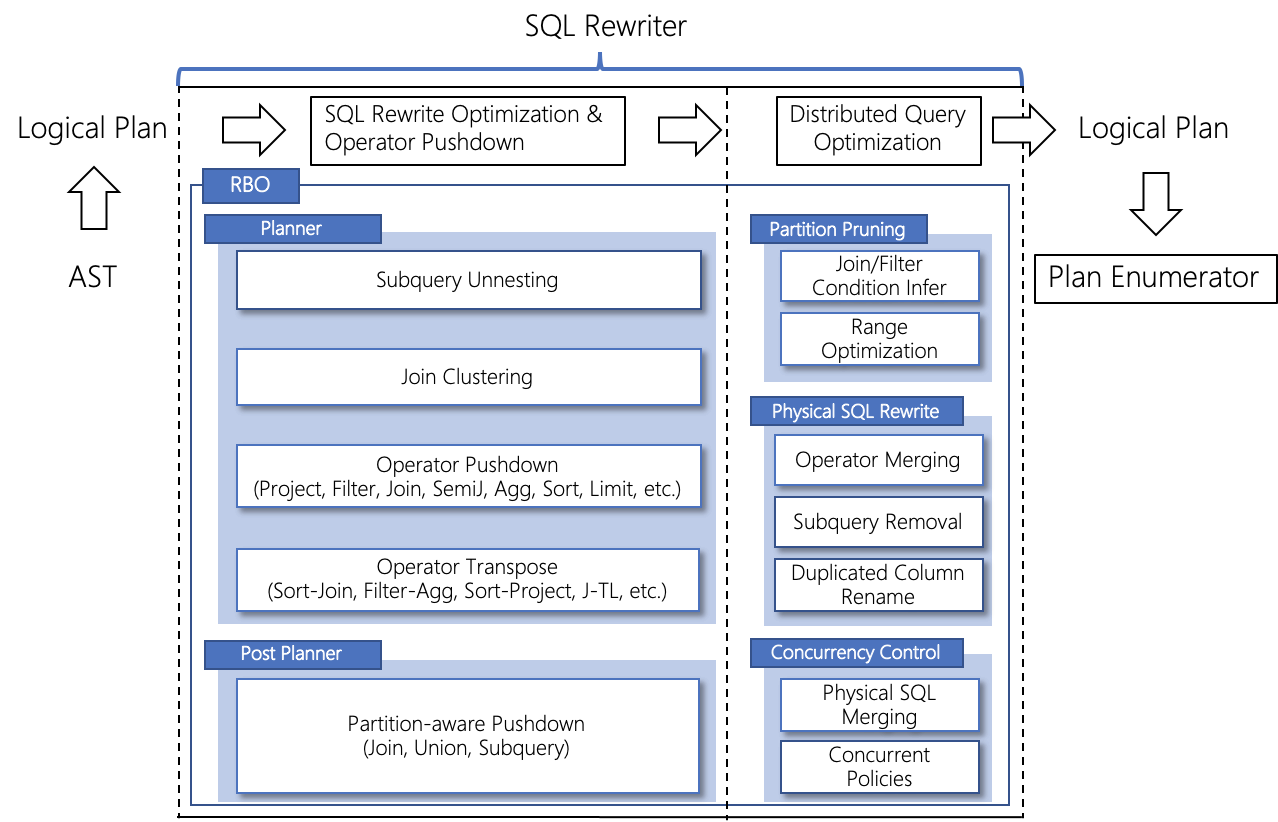 SQL Rewriter
Logical Plan
SQL Rewrite Optimization &
Operator Pushdown
Distributed Query
Optimization
Logical Plan
AST
Plan Enumerator
RBO
Planner
Subquery Unnesting
Join Clustering
Operator Pushdown
(Project, Filter, Join, SemiJ, Agg, Sort, Limit, etc.)
Operator Transpose
(Sort-Join, Filter-Agg, Sort-Project, J-TL, etc.)
Post Planner
Partition-aware Pushdown
(Join, Union, Subquery)
Partition Pruning
Join/Filter
Condition Infer
Range
Optimization
Physical SQL Rewrite
Operator Merging
Subquery Removal
Duplicated Column
Rename
Concurrency Control
Physical SQL
Merging
Concurrent
Policies